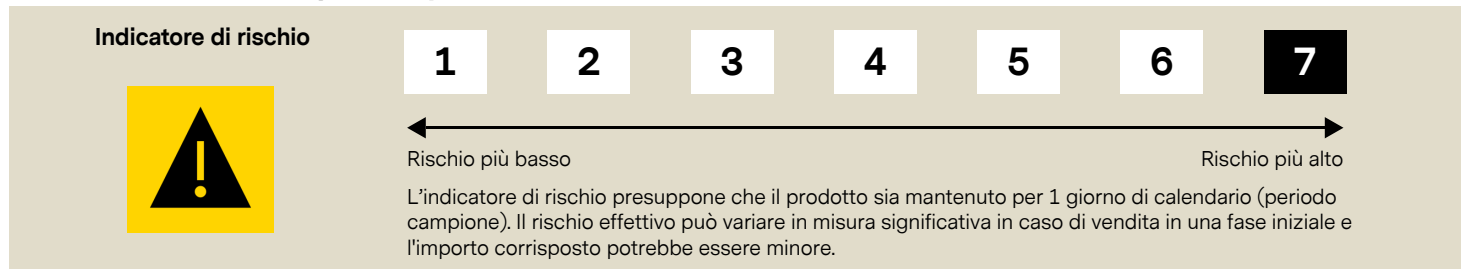 Indicatore di rischio
1 2 3 4 5 6 7
Rischio più basso Rischio più alto
L’indicatore di rischio presuppone che il prodotto sia mantenuto per 1 giorno di calendario (periodo
campione). Il rischio effettivo può variare in misura significativa in caso di vendita in una fase iniziale e
l'importo corrisposto potrebbe essere minore.